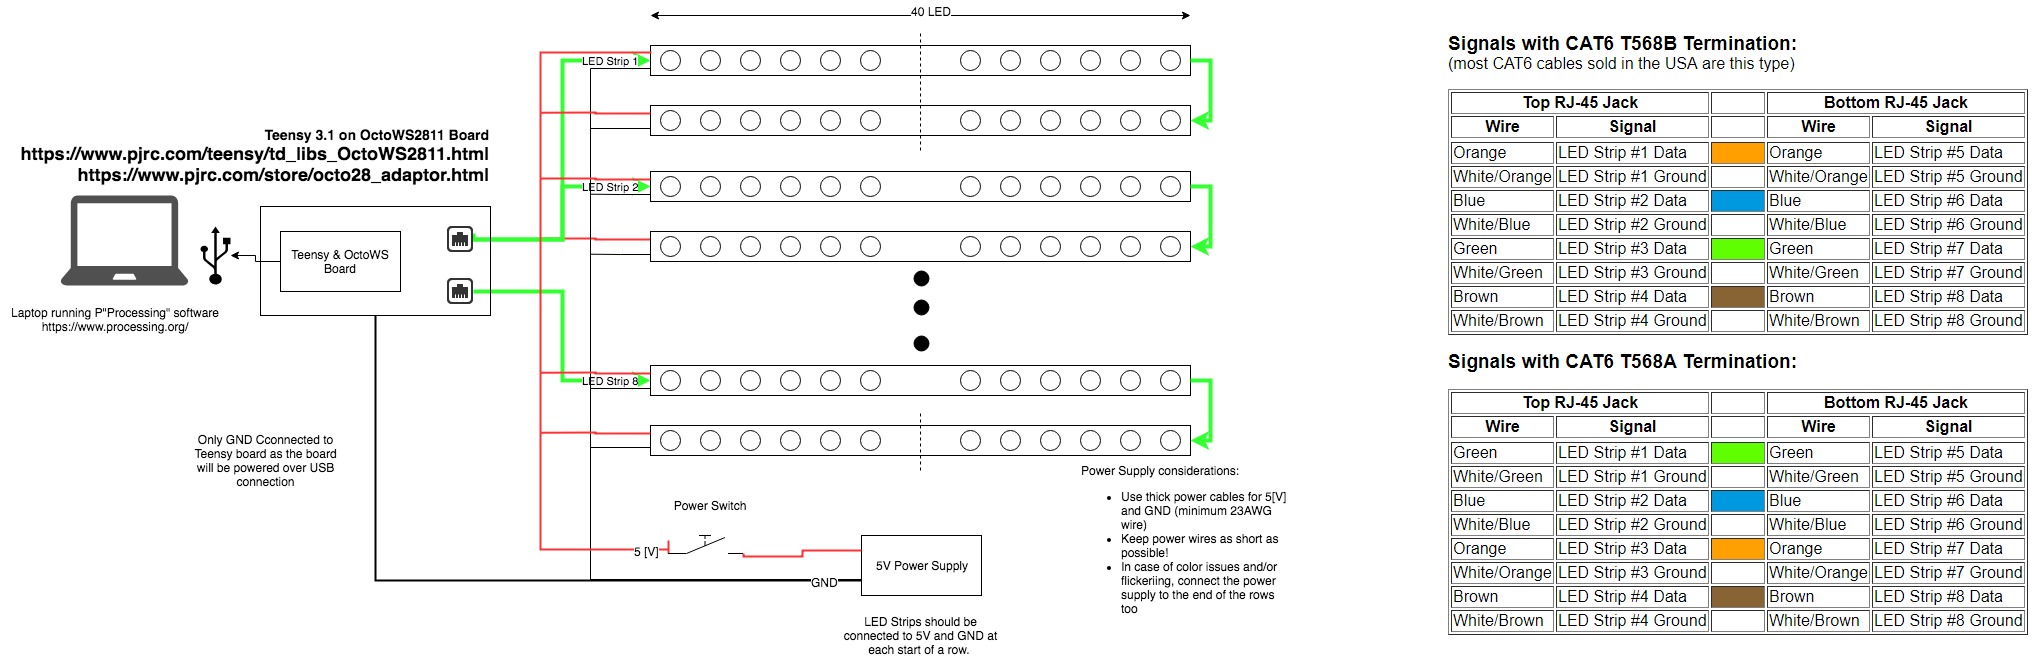 40 LED
LED Strip 1
Teensy 3.1 on OctoWS2811 Board
https://www.pjrc.com/teensy/td_libs_OctoWS2811.html
https://www.pjrc.com/store/octo28_adaptor.html
LED Strip 2
Teensy & OctoWS
Board
Laptop running P"Processing" software
https://www.processing.org/
LED Strip 8
Only GND Cconnected to
Teensy board as the board
will be powered over USB
connection
Power Switch
5 [V]
GND
5V Power Supply
LED Strips should be
connected to 5V and GND at
each start of a row.
Power Supply considerations:
• Use thick power cables for 5[V]
and GND (minimum 23AWG
wire)
• Keep power wires as short as
possible!
• In case of color issues and/or
flickeriing, connect the power
supply to the end of the rows
too
Signals with CAT6 T568B Termination:
(most CAT6 cables sold in the USA are this type)
Top RJ-45 Jack Bottom RJ-45 Jack
Wire Signal Wire Signal
Orange LED Strip #1 Data Orange LED Strip #5 Data
White/Orange LED Strip #1 Ground White/Orange LED Strip #5 Ground
Blue LED Strip #2 Data Blue LED Strip #6 Data
White/Blue LED Strip #2 Ground White/Blue LED Strip #6 Ground
Green LED Strip #3 Data Green LED Strip #7 Data
White/Green LED Strip #3 Ground White/Green LED Strip #7 Ground
Brown LED Strip #4 Data Brown LED Strip #8 Data
White/Brown LED Strip #4 Ground White/Brown LED Strip #8 Ground
Signals with CAT6 T568A Termination:
Top RJ-45 Jack Bottom RJ-45 Jack
Wire Signal Wire Signal
Green LED Strip #1 Data Green LED Strip #5 Data
White/Green LED Strip #1 Ground White/Green LED Strip #5 Ground
Blue LED Strip #2 Data Blue LED Strip #6 Data
White/Blue LED Strip #2 Ground White/Blue LED Strip #6 Ground
Orange LED Strip #3 Data Orange LED Strip #7 Data
White/Orange LED Strip #3 Ground White/Orange LED Strip #7 Ground
Brown LED Strip #4 Data Brown LED Strip #8 Data
White/Brown LED Strip #4 Ground White/Brown LED Strip #8 Ground